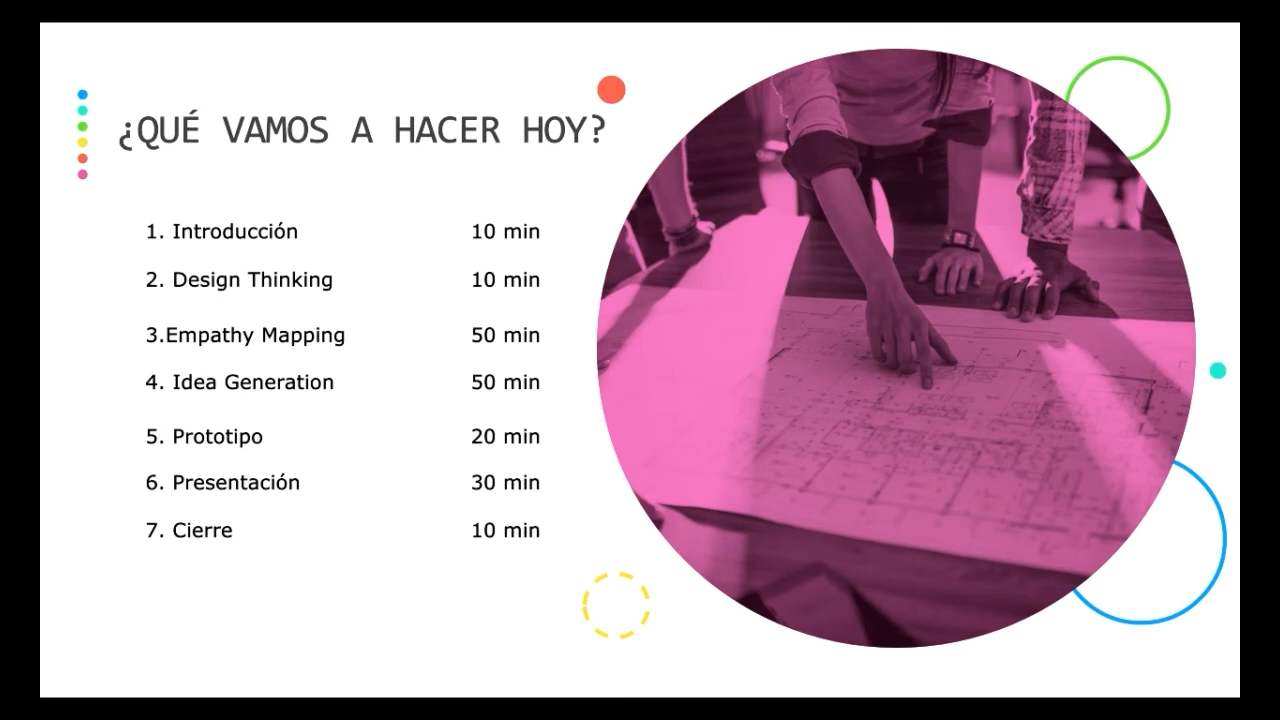 ¿QUÉ VAMOS A HACER HOY?
1. Introducción 10 min
2. Design Thinking 10 min
3.Empathy Mapping 50 min
4. Idea Generation 50 min
5. Prototipo 20 min
6. Presentación 30 min
7. Cierre 10 min